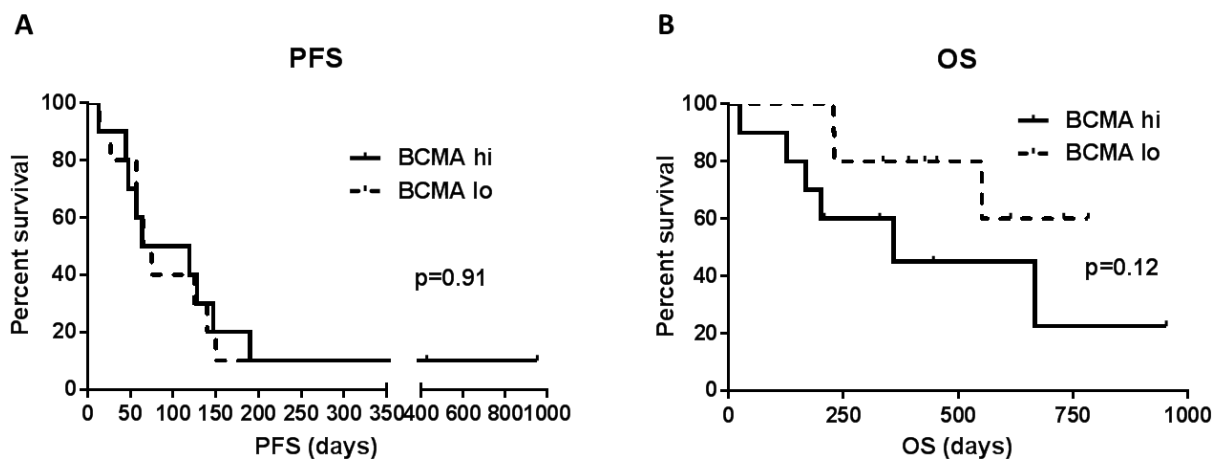 A
PFS
Percent survival
100
80
60
40
20
0
BCMA hi
BCMA lo
p=0.91
0 50 100 150 200 250 300 350 400 600 800 1000
PFS (days)
B
OS
Percent survival
100
80
60
40
20
0
BCMA hi
BCMA lo
p=0.12
0 250 500 750 1000
OS (days)